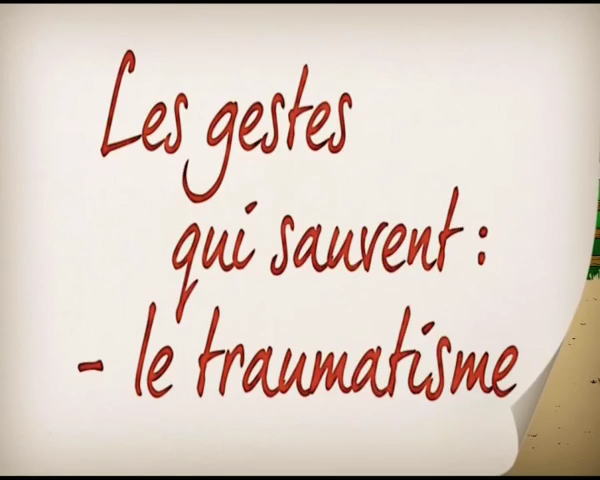 Les gestes
qui sauvent :
- le traumatisme